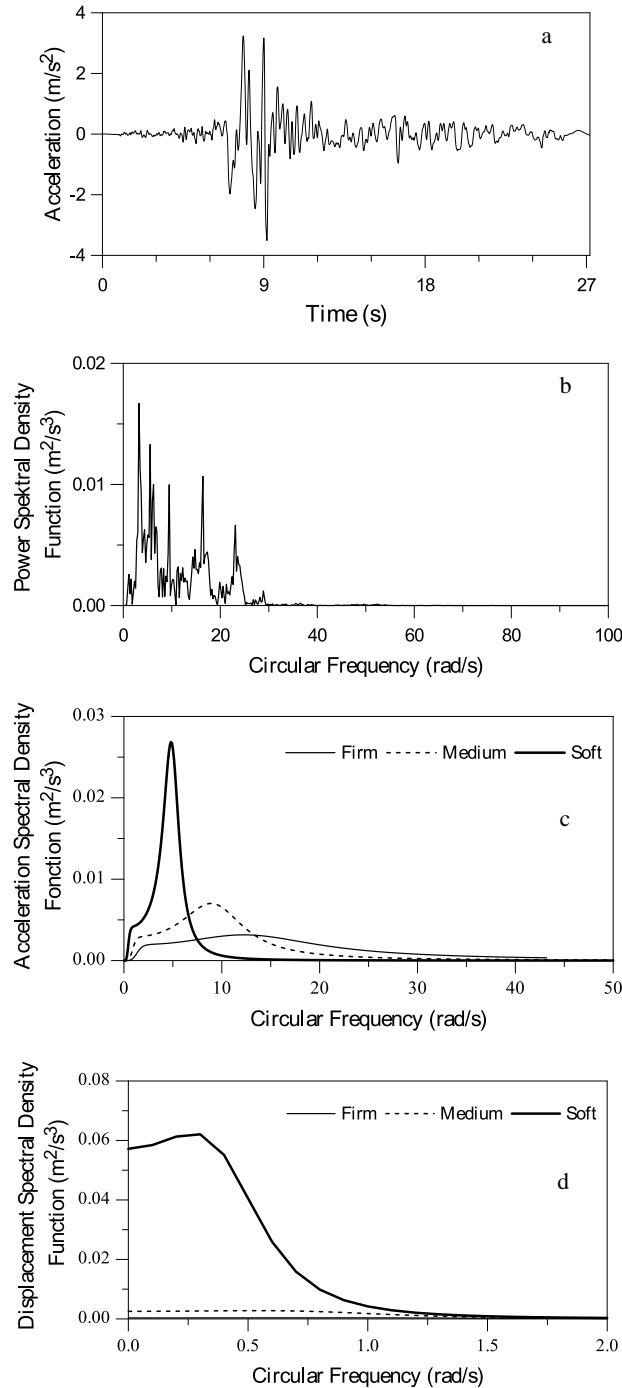 a
4
2
0
-2
-4
Acceleration (m/s2)
0 9 18 27
Time (s)
b
0.02
0.01
0.00
Power Spektral Density
Function (m2/s3)
0 20 40 60 80 100
Circular Frequency (rad/s)
0.03
0.02
0.01
0.00
Firm Medium Soft
c
Acceleration Spectral Density
Fonction (m2/s3)
0 10 20 30 40 50
Circular Frequency (rad/s)
0.08
0.06
0.04
0.02
0.00
Firm Medium Soft
d
Displacement Spectral Density
Function (m2/s3)
0.0 0.5 1.0 1.5 2.0
Circular Frequency (rad/s)